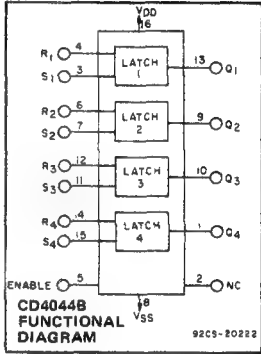 VDD
16
R1 4
S1 3
LATCH
1
13 Q1
R2 6
S2 7
LATCH
2
9 Q2
R3 12
S3 11
LATCH
3
10 Q3
R4 14
S4 15
LATCH
4
1 Q4
ENABLE 5
2 NC
8
VSS
CD4044B
FUNCTIONAL
DIAGRAM
92CS-20222